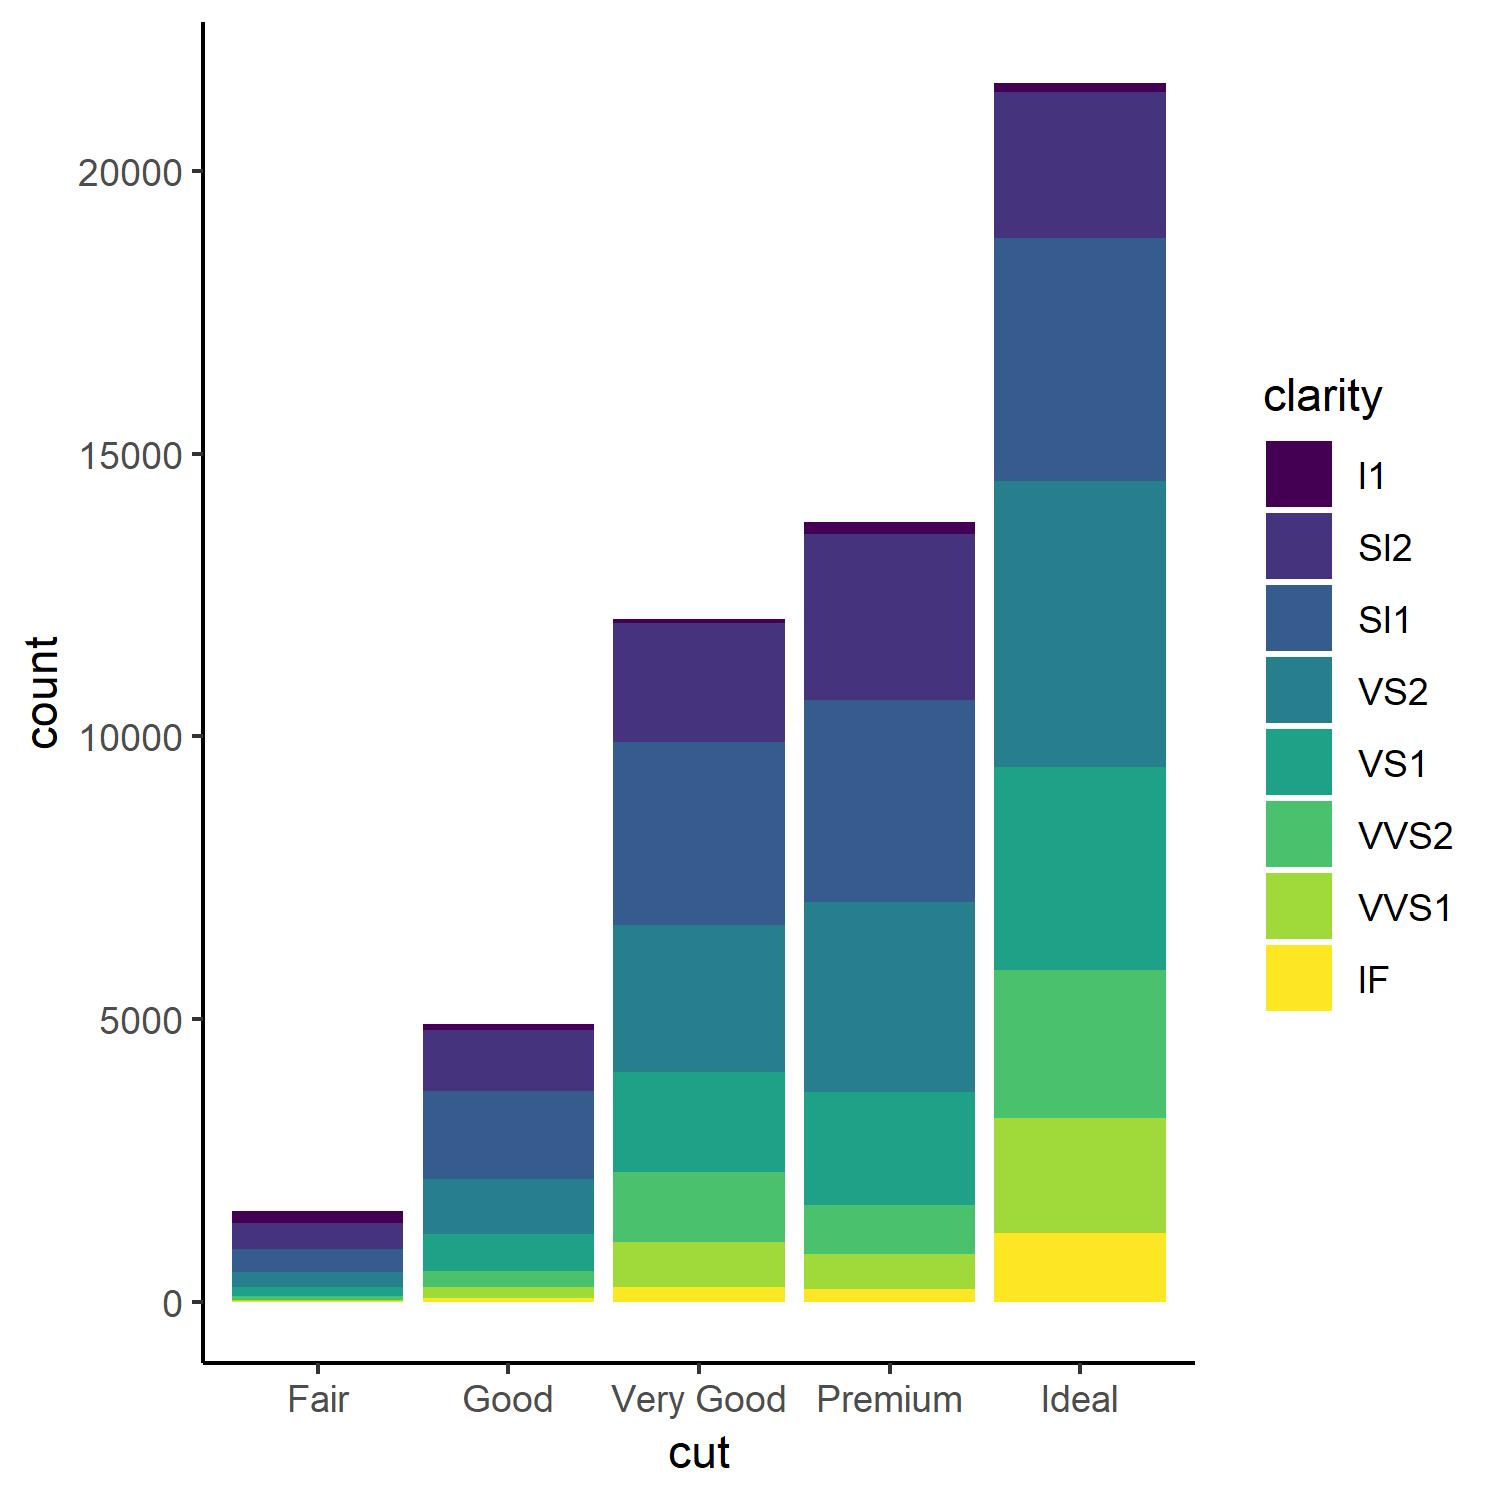 20000
15000
10000
5000
0
count
Fair Good Very Good Premium Ideal
cut
clarity
I1
SI2
SI1
VS2
VS1
VVS2
VVS1
IF